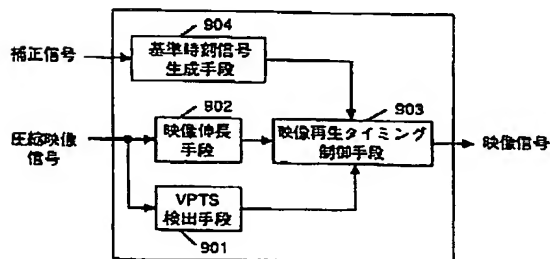 904
補正信号
基準時刻信号
生成手段
902
903
圧縮映像
信号
映像伸長
手段
映像再生タイミング
制御手段
映像信号
VPTS
検出手段
901